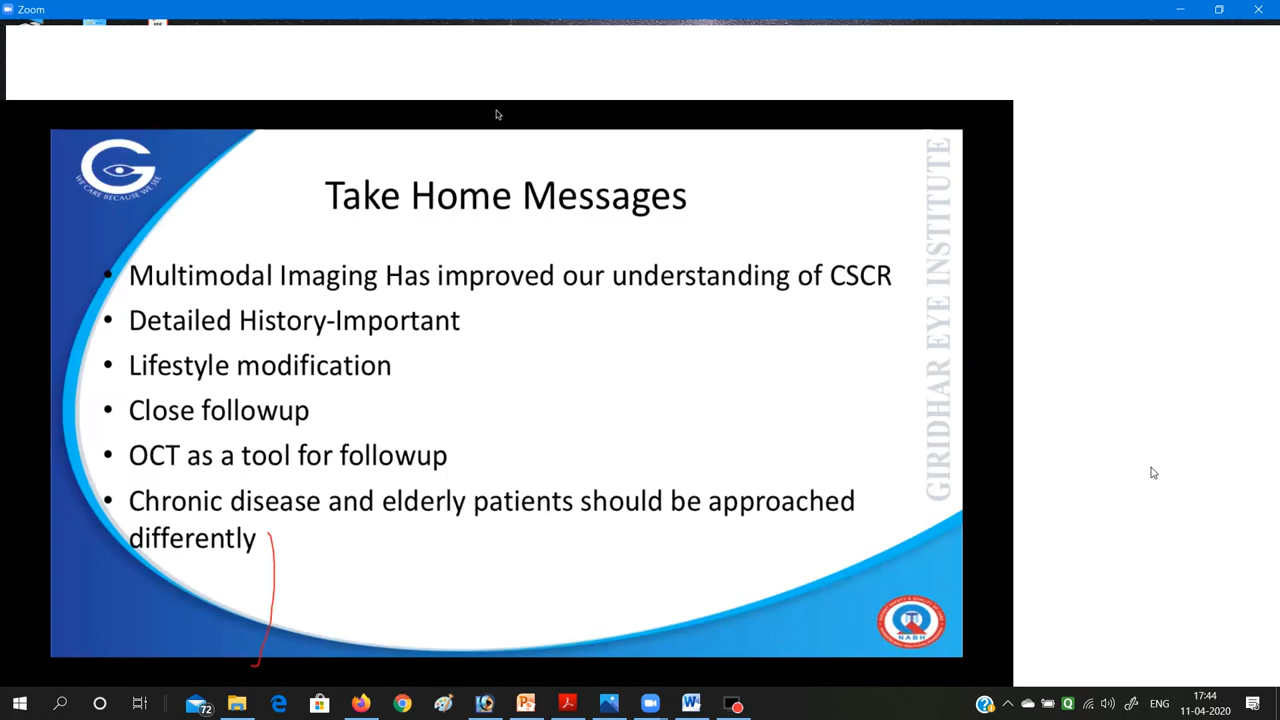 Zoom
WE CARE BECAUSE WE SEE
Take Home Messages
• Multimodal Imaging Has improved our understanding of CSCR
• Detailed History-Important
• Lifestyle modification
• Close followup
• OCT as a tool for followup
• Chronic disease and elderly patients should be approached
differently
GIRIDHAR EYE INSTITUTE
NABH
72
ENG
17:44
11-04-2020